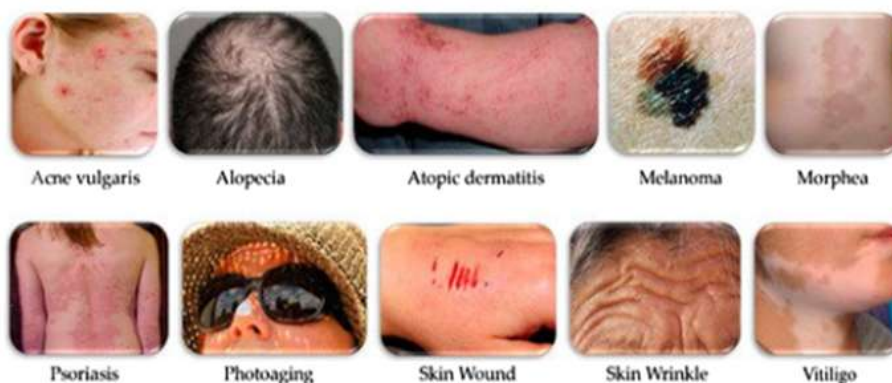 Acne vulgaris
Alopecia
Atopic dermatitis
Melanoma
Morphea
Psoriasis
Photoaging
Skin Wound
Skin Wrinkle
Vitiligo